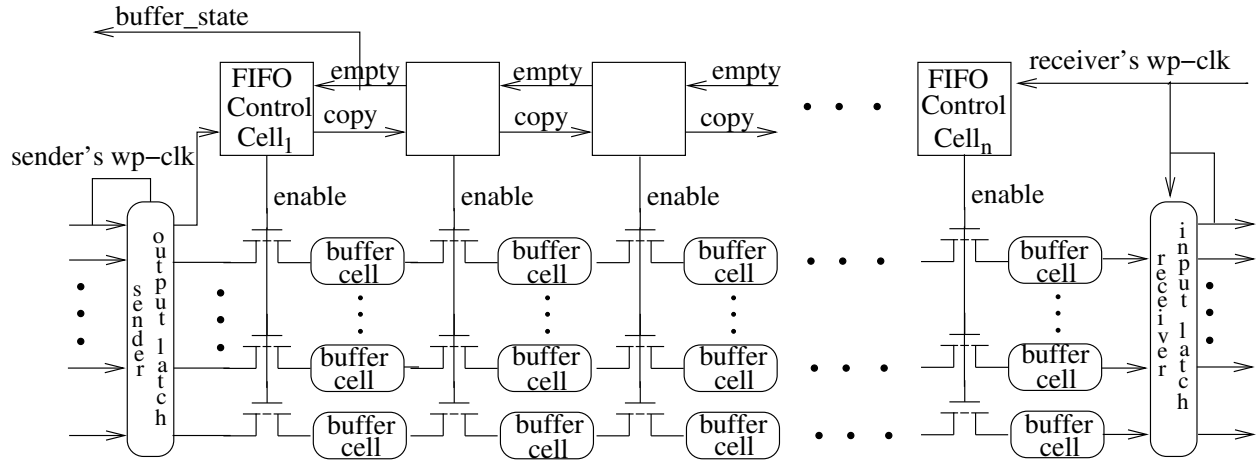 buffer_state
FIFO Control Cell1
empty
copy
empty
copy
empty
copy
FIFO Control Celln
receiver's wp-clk
sender's wp-clk
enable
enable
enable
enable
sender output latch
buffer cell
buffer cell
buffer cell
buffer cell
buffer cell
buffer cell
buffer cell
buffer cell
buffer cell
buffer cell
buffer cell
buffer cell
receiver input latch